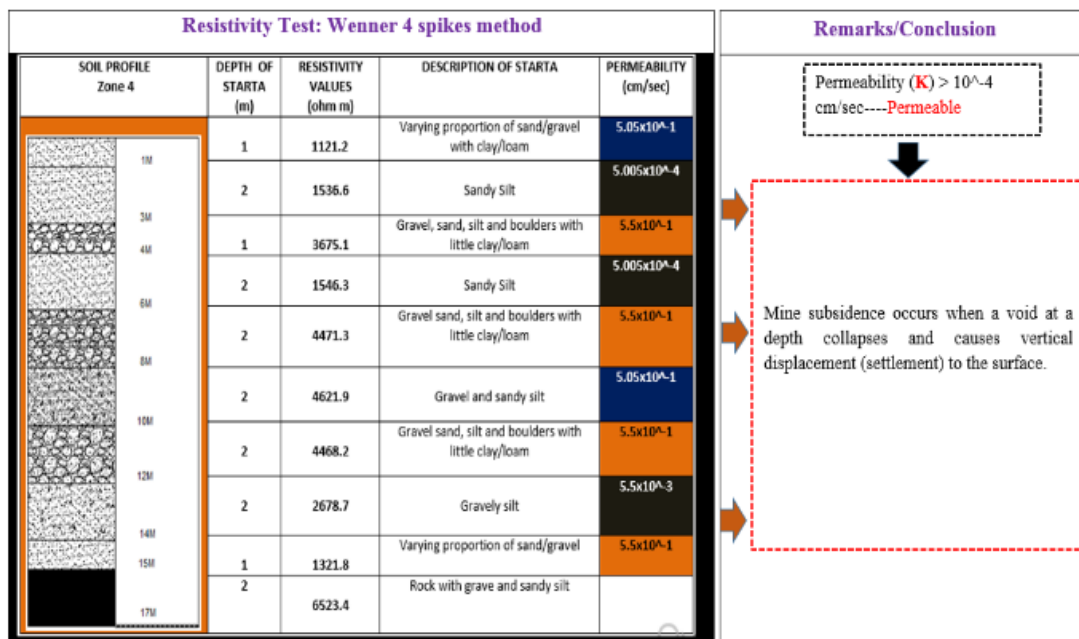 Resistivity Test: Wenner 4 spikes method
SOIL PROFILE
Zone 4
DEPTH OF
STARTA
(m)
RESISTIVITY
VALUES
(ohm m)
DESCRIPTION OF STARTA
PERMEABILITY
(cm/sec)
1M
3M
4M
6M
8M
10M
12M
14M
15M
17M
1
1121.2
Varying proportion of sand/gravel
with clay/loam
5.05x10^-1
2
1536.6
Sandy Silt
5.005x10^-4
1
3675.1
Gravel, sand, silt and boulders with
little clay/loam
5.5x10^-1
2
1546.3
Sandy Silt
5.005x10^-4
2
4471.3
Gravel sand, silt and boulders with
little clay/loam
5.5x10^-1
2
4621.9
Gravel and sandy silt
5.05x10^-1
2
4468.2
Gravel sand, silt and boulders with
little clay/loam
5.5x10^-1
2
2678.7
Gravely silt
5.5x10^-3
1
1321.8
Varying proportion of sand/gravel
5.5x10^-1
2
6523.4
Rock with grave and sandy silt
Remarks/Conclusion
Permeability (K) > 10^-4
cm/sec----Permeable
Mine subsidence occurs when a void at a
depth collapses and causes vertical
displacement (settlement) to the surface.